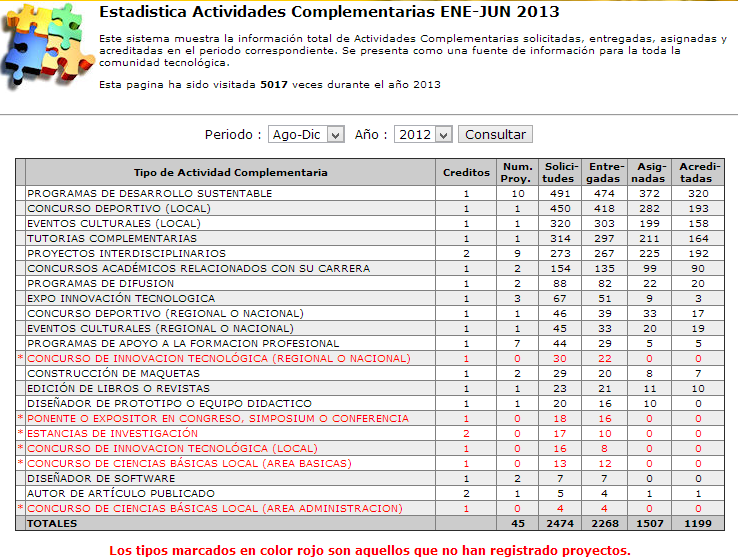 Estadistica Actividades Complementarias ENE-JUN 2013
Este sistema muestra la información total de Actividades Complementarias solicitadas, entregadas, asignadas y
acreditadas en el periodo correspondiente. Se presenta como una fuente de información para la toda la
comunidad tecnológica.
Esta pagina ha sido visitada 5017 veces durante el año 2013
Periodo : Ago-Dic Año : 2012 Consultar
Tipo de Actividad Complementaria Creditos Num. Proy. Solici-tudes Entre-gadas Asig-nadas Acredi-tadas
PROGRAMAS DE DESARROLLO SUSTENTABLE 1 10 491 474 372 320
CONCURSO DEPORTIVO (LOCAL) 1 1 450 418 282 193
EVENTOS CULTURALES (LOCAL) 1 1 320 303 199 158
TUTORIAS COMPLEMENTARIAS 1 1 314 297 211 164
PROYECTOS INTERDISCIPLINARIOS 2 9 273 267 225 192
CONCURSOS ACADÉMICOS RELACIONADOS CON SU CARRERA 1 2 154 135 99 90
PROGRAMAS DE DIFUSION 1 2 88 82 22 20
EXPO INNOVACIÓN TECNOLOGICA 1 3 67 51 9 3
CONCURSO DEPORTIVO (REGIONAL O NACIONAL) 1 1 46 39 33 17
EVENTOS CULTURALES (REGIONAL O NACIONAL) 1 1 45 33 20 19
PROGRAMAS DE APOYO A LA FORMACION PROFESIONAL 1 7 44 29 5 5
* CONCURSO DE INNOVACION TECNOLÓGICA (REGIONAL O NACIONAL) 1 0 30 22 0 0
CONSTRUCCIÓN DE MAQUETAS 1 2 29 20 8 7
EDICIÓN DE LIBROS O REVISTAS 1 1 23 21 11 10
DISEÑADOR DE PROTOTIPO O EQUIPO DIDACTICO 1 1 20 16 10 0
* PONENTE O EXPOSITOR EN CONGRESO, SIMPOSIUM O CONFERENCIA 1 0 18 16 0 0
* ESTANCIAS DE INVESTIGACIÓN 2 0 17 10 0 0
* CONCURSO DE INNOVACION TECNOLÓGICA (LOCAL) 1 0 16 8 0 0
* CONCURSO DE CIENCIAS BÁSICAS LOCAL (AREA BASICAS) 1 0 13 12 0 0
DISEÑADOR DE SOFTWARE 1 2 7 7 0 0
AUTOR DE ARTÍCULO PUBLICADO 2 1 5 4 1 1
* CONCURSO DE CIENCIAS BÁSICAS LOCAL (AREA ADMINISTRACION) 1 0 4 4 0 0
TOTALES 45 2474 2268 1507 1199
Los tipos marcados en color rojo son aquellos que no han registrado proyectos.